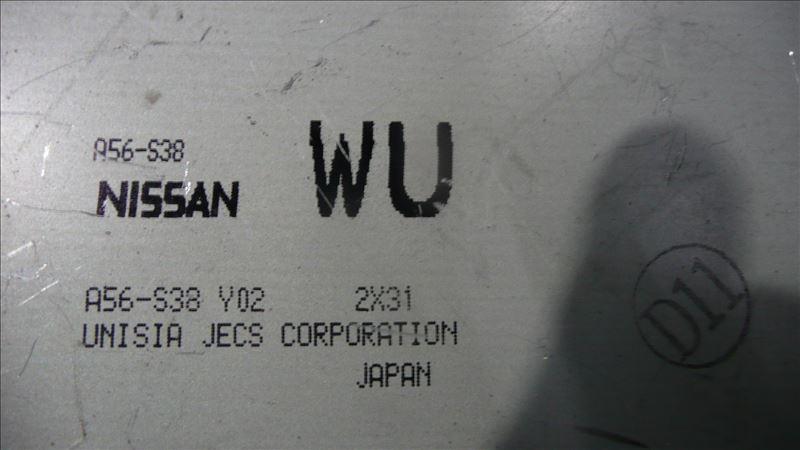 A56-S38
NISSAN
WU
A56-S38 Y02 2X31
UNISIA JECS CORPORATION
JAPAN
D11